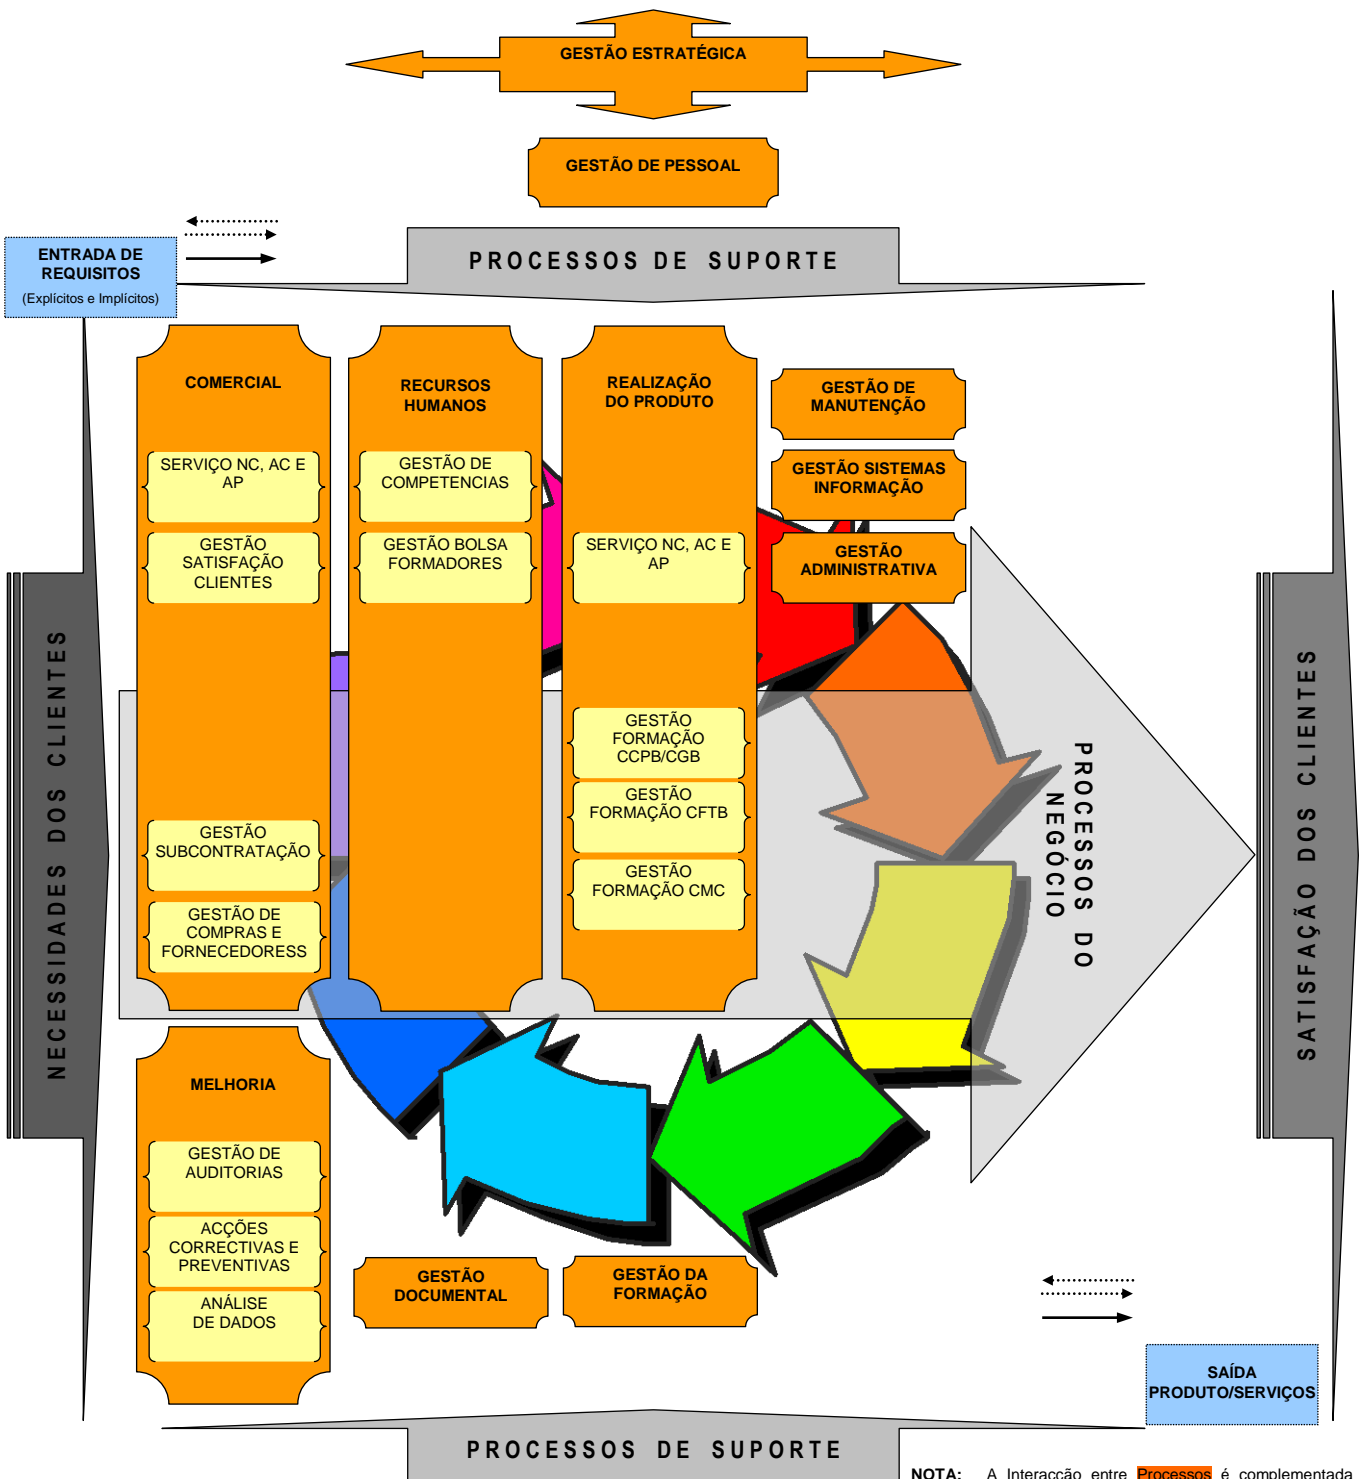 GESTÃO ESTRATÉGICA
GESTÃO DE PESSOAL
ENTRADA DE
REQUISITOS
(Explícitos e Implícitos)
PROCESSOS DE SUPORTE
NECESSIDADES DOS CLIENTES
COMERCIAL
SERVIÇO NC, AC E
AP
GESTÃO
SATISFAÇÃO
CLIENTES
GESTÃO
SUBCONTRATAÇÃO
GESTÃO DE
COMPRAS E
FORNECEDORESS
RECURSOS
HUMANOS
GESTÃO DE
COMPETENCIAS
GESTÃO BOLSA
FORMADORES
REALIZAÇÃO
DO PRODUTO
SERVIÇO NC, AC E
AP
GESTÃO
FORMAÇÃO
CCPB/CGB
GESTÃO
FORMAÇÃO CFTB
GESTÃO
FORMAÇÃO CMC
GESTÃO DE
MANUTENÇÃO
GESTÃO SISTEMAS
INFORMAÇÃO
GESTÃO
ADMINISTRATIVA
PROCESSOS DO
NEGÓCIO
SATISFAÇÃO DOS CLIENTES
MELHORIA
GESTÃO DE
AUDITORIAS
ACÇÕES
CORRECTIVAS E
PREVENTIVAS
ANÁLISE
DE DADOS
GESTÃO
DOCUMENTAL
GESTÃO DA
FORMAÇÃO
SAÍDA
PRODUTO/SERVIÇOS
PROCESSOS DE SUPORTE
NOTA: A Interacção entre Processos é complementada